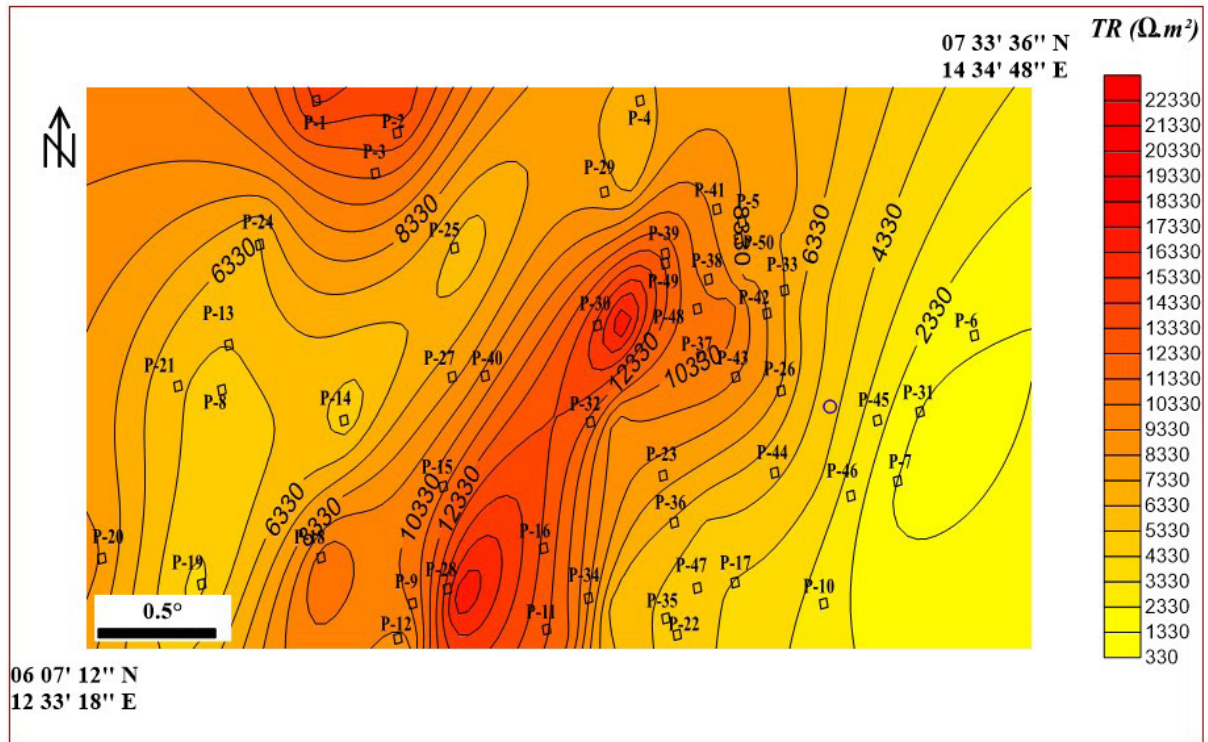 07 33' 36'' N
14 34' 48'' E
TR (Ω.m²)
N
P-1
P-2
P-3
P-4
P-29
P-41
P-5
P-24
P-25
P-39
P-50
P-38
P-33
P-49
P-13
P-30
P-48
P-42
P-6
P-21
P-8
P-27
P-40
P-37
P-43
P-26
P-14
P-32
P-45
P-31
P-15
P-23
P-44
P-46
P-7
P-36
P-20
P-18
P-16
P-19
P-9
P-28
P-34
P-47
P-17
P-10
P-12
P-11
P-35
P-22
8330
6330
8330
6330
4330
2330
12330
10330
6330
8330
10330
12330
0.5°
06 07' 12'' N
12 33' 18'' E
22330
21330
20330
19330
18330
17330
16330
15330
14330
13330
12330
11330
10330
9330
8330
7330
6330
5330
4330
3330
2330
1330
330